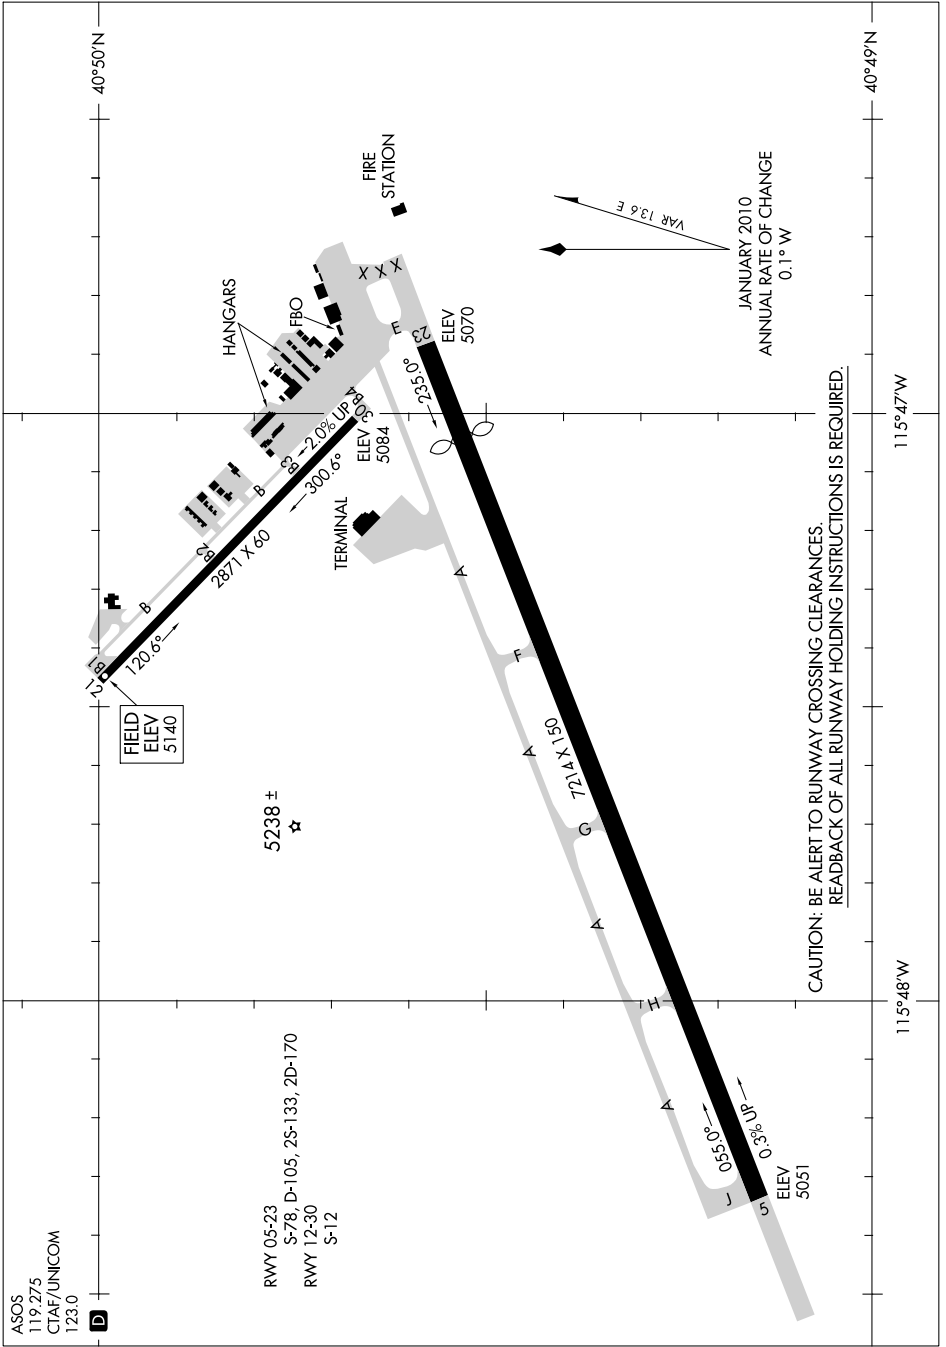 ASOS
119.275
CTAF/UNICOM
123.0
D
RWY 05-23
S-78, D-105, 2S-133, 2D-170
RWY 12-30
S-12
40°50'N
40°49'N
115°47'W
115°48'W
FIELD
ELEV
5140
5238 ±
12
B1
120.6°
B
B2
2871 X 60
B
B3
2.0% UP
300.6°
30
B4
ELEV
5084
HANGARS
FBO
FIRE
STATION
TERMINAL
X
X
X
E
23
ELEV
5070
235.0°
A
F
A
7214 X 150
G
A
H
A
055.0°
0.3% UP
J
5
ELEV
5051
VAR 13.6 E
JANUARY 2010
ANNUAL RATE OF CHANGE
0.1° W
CAUTION: BE ALERT TO RUNWAY CROSSING CLEARANCES.
READBACK OF ALL RUNWAY HOLDING INSTRUCTIONS IS REQUIRED.